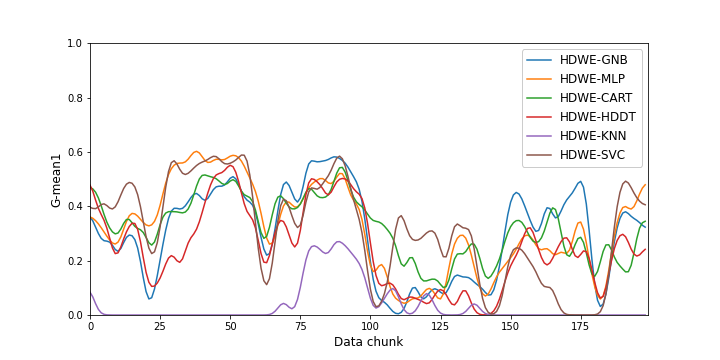 1.0
0.8
0.6
0.4
0.2
0.0
G-mean1
0 25 50 75 100 125 150 175
Data chunk
HDWE-GNB
HDWE-MLP
HDWE-CART
HDWE-HDDT
HDWE-KNN
HDWE-SVC